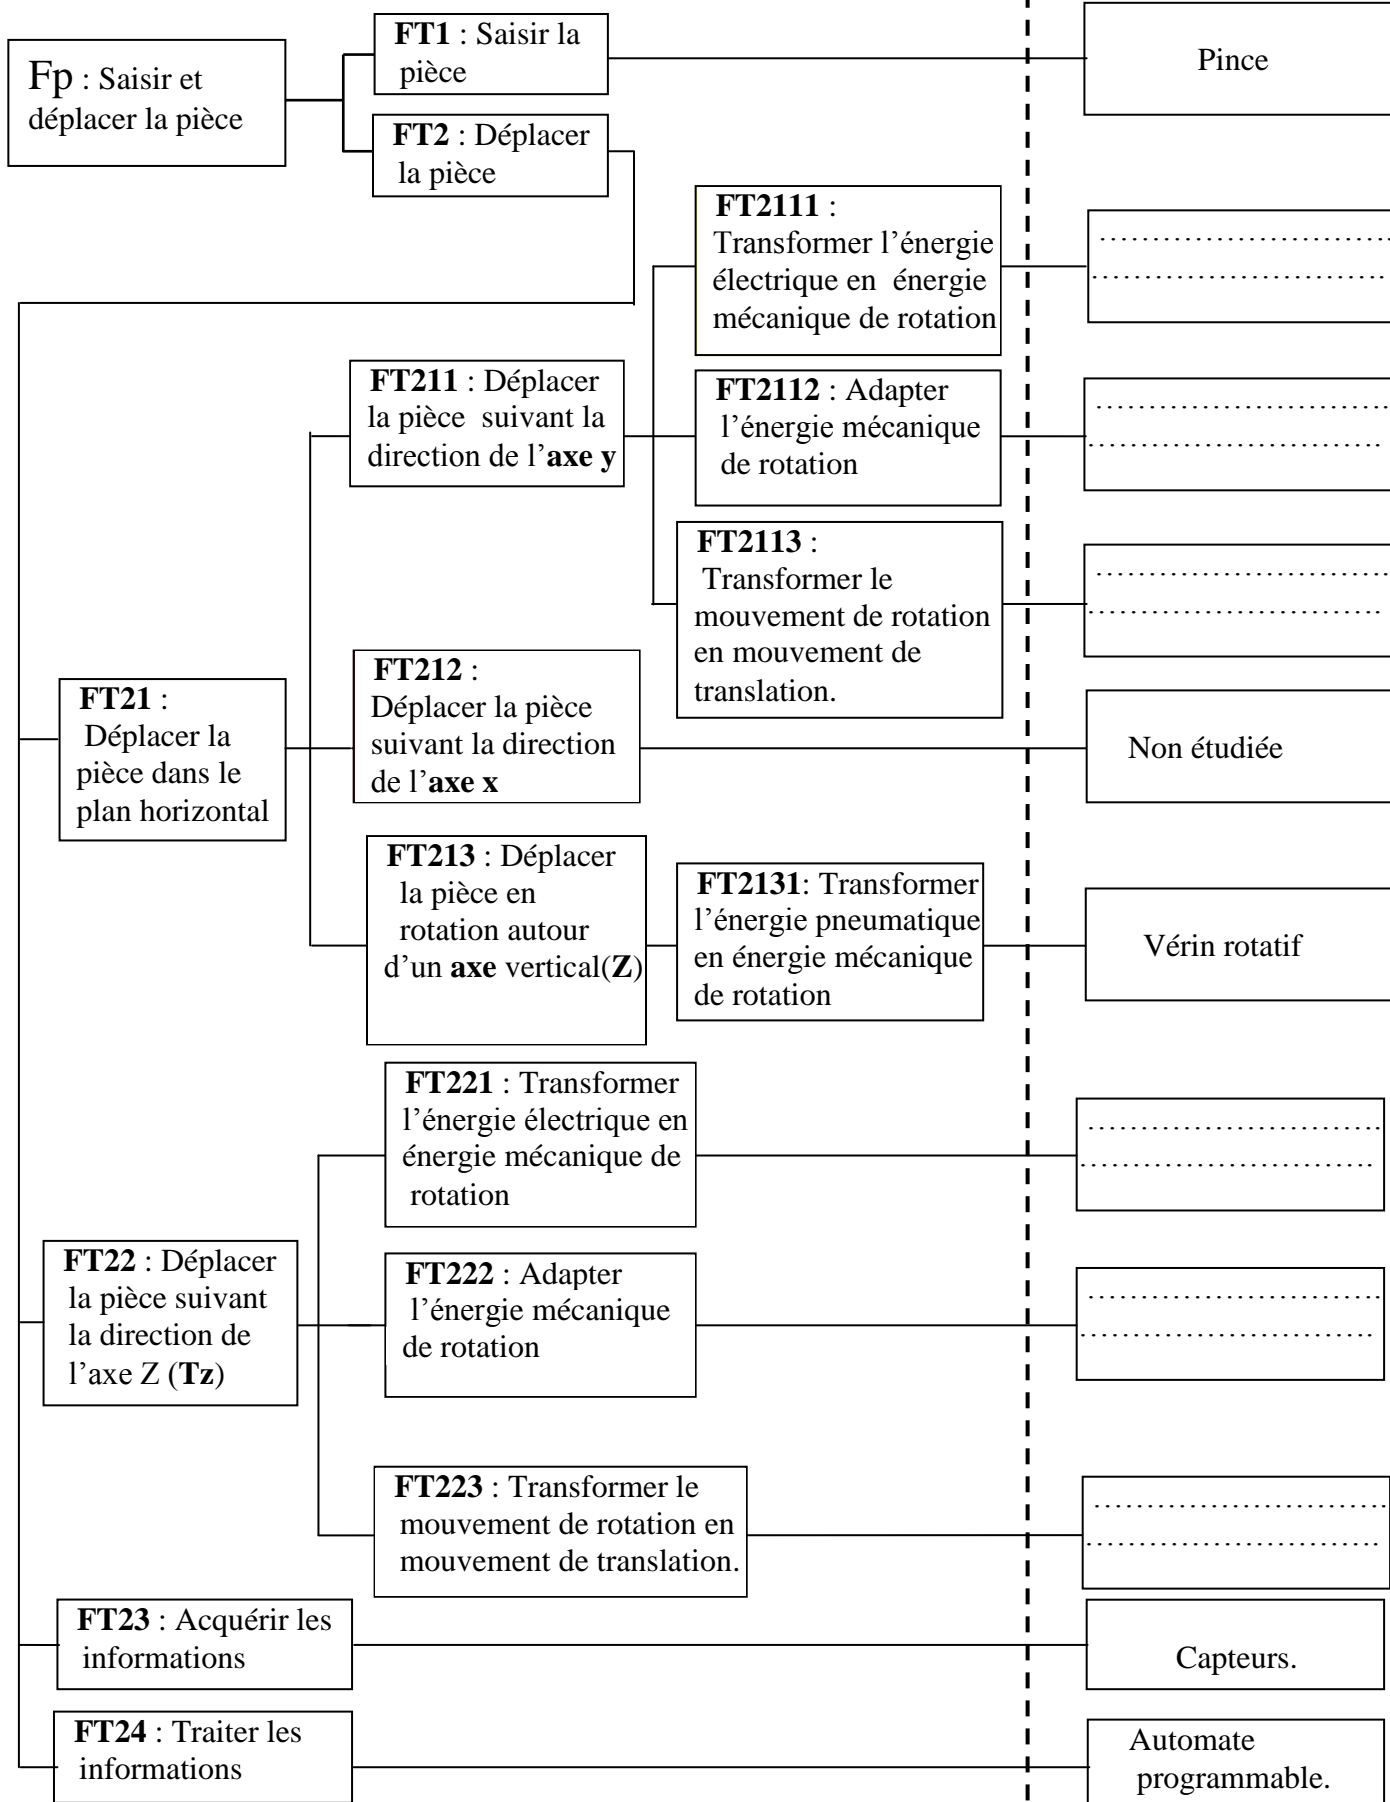 Fp : Saisir et
déplacer la pièce
FT1 : Saisir la
pièce
Pince
FT2 : Déplacer
la pièce
FT2111 :
Transformer l’énergie
électrique en énergie
mécanique de rotation
……………………………
……………………………
FT211 : Déplacer
la pièce suivant la
direction de l’axe y
FT2112 : Adapter
l’énergie mécanique
de rotation
……………………………
……………………………
FT2113 :
Transformer le
mouvement de rotation
en mouvement de
translation.
……………………………
……………………………
FT21 :
Déplacer la
pièce dans le
plan horizontal
FT212 :
Déplacer la pièce
suivant la direction
de l’axe x
Non étudiée
FT213 : Déplacer
la pièce en
rotation autour
d’un axe vertical(Z)
FT2131: Transformer
l’énergie pneumatique
en énergie mécanique
de rotation
Vérin rotatif
FT22 : Déplacer
la pièce suivant
la direction de
l’axe Z (Tz)
FT221 : Transformer
l’énergie électrique en
énergie mécanique de
rotation
……………………………
……………………………
FT222 : Adapter
l’énergie mécanique
de rotation
……………………………
……………………………
FT223 : Transformer le
mouvement de rotation en
mouvement de translation.
……………………………
……………………………
FT23 : Acquérir les
informations
Capteurs.
FT24 : Traiter les
informations
Automate
programmable.